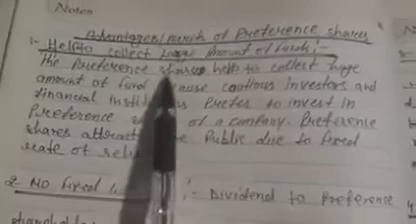 Notes
Advantages/merits of Preference shares
1- Help to collect Large Amount of funds:-
The Preference shares help to collect huge
amount of fund cause cautious investors and
financial instit s Prefer to invest in
Preference of a company. Preference
shares attract Public due to fixed
rate of
2- No fixed :- Dividend to Preference